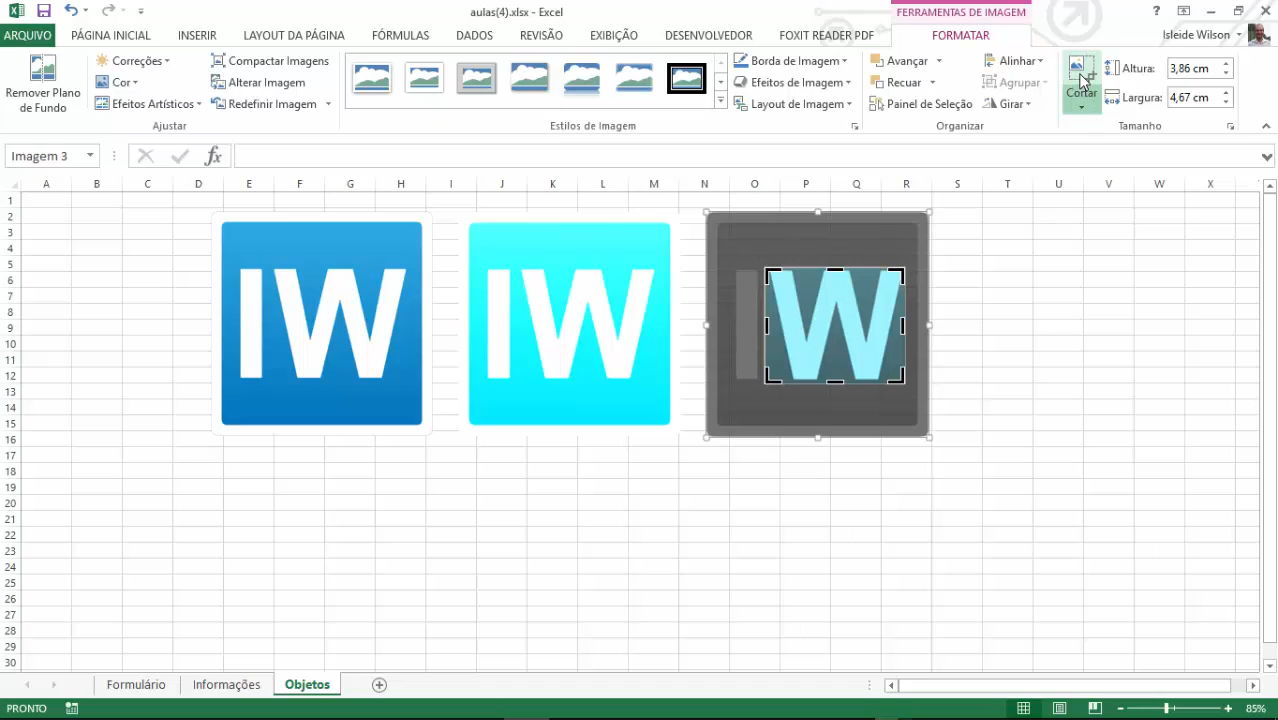 aulas(4).xlsx - Excel
FERRAMENTAS DE IMAGEM
?
ARQUIVO PÁGINA INICIAL INSERIR LAYOUT DA PÁGINA FÓRMULAS DADOS REVISÃO EXIBIÇÃO DESENVOLVEDOR FOXIT READER PDF FORMATAR Isleide Wilson
Remover Plano de Fundo
Correções
Cor
Efeitos Artísticos
Compactar Imagens
Alterar Imagem
Redefinir Imagem
Ajustar
Estilos de Imagem
Borda de Imagem
Efeitos de Imagem
Layout de Imagem
Avançar
Recuar
Painel de Seleção
Alinhar
Agrupar
Girar
Organizar
Cortar
Altura: 3,86 cm
Largura: 4,67 cm
Tamanho
Imagem 3
fx
A B C D E F G H I J K L M N O P Q R S T U V W X
1
2
3
4
5
6
7
8
9
10
11
12
13
14
15
16
17
18
19
20
21
22
23
24
25
26
27
28
29
30
IW IW IW
Formulário Informações Objetos
PRONTO
85%